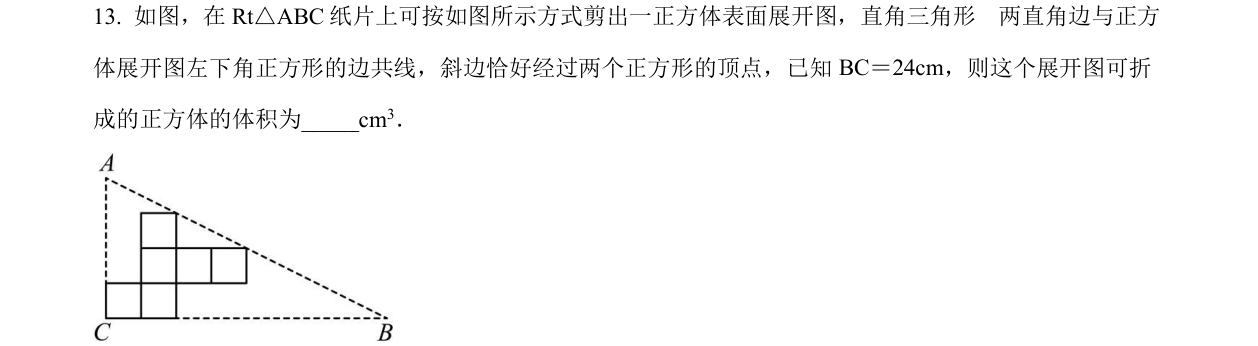 13. 如图，在 Rt△ABC 纸片上可按如图所示方式剪出一正方体表面展开图，直角三角形 两直角边与正方
体展开图左下角正方形的边共线，斜边恰好经过两个正方形的顶点，已知 BC＝24cm，则这个展开图可折
成的正方体的体积为_____cm³．
A
C
B